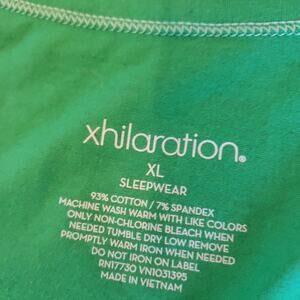 xhilaration®
XL
SLEEPWEAR
93% COTTON / 7% SPANDEX
MACHINE WASH WARM WITH LIKE COLORS
ONLY NON-CHLORINE BLEACH WHEN
NEEDED TUMBLE DRY LOW REMOVE
PROMPTLY WARM IRON WHEN NEEDED
DO NOT IRON ON LABEL
RN17730 VN1031395
MADE IN VIETNAM